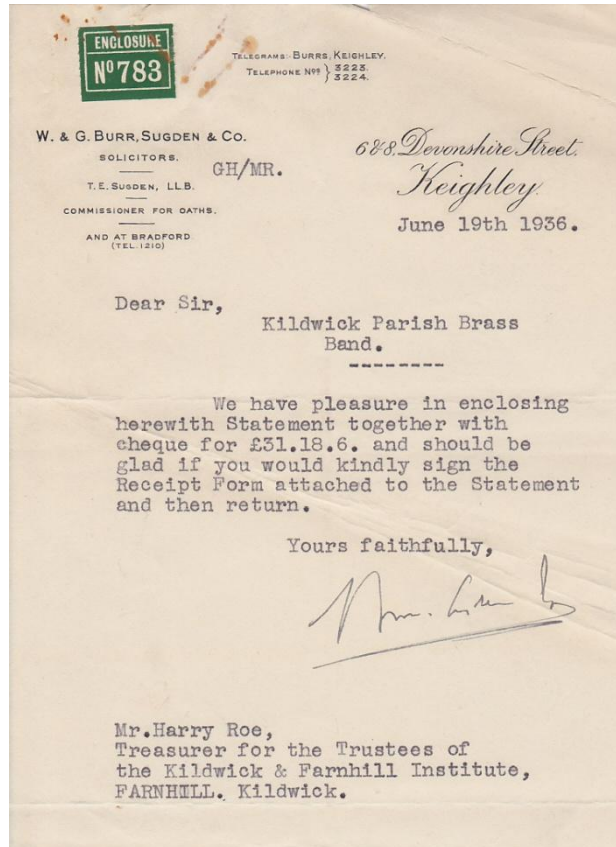 ENCLOSURE
Nº 783
TELEGRAMS:- BURRS, KEIGHLEY.
TELEPHONE Nºs } 3223.
3224.
W. & G. BURR, SUGDEN & CO.
SOLICITORS.
T. E. SUGDEN, LL.B.
COMMISSIONER FOR OATHS.
AND AT BRADFORD
(TEL. 1210)
GH/MR.
6 & 8, Devonshire Street.
Keighley.
June 19th 1936.
Dear Sir,
Kildwick Parish Brass
Band.
--------
We have pleasure in enclosing
herewith Statement together with
cheque for £31.18.6. and should be
glad if you would kindly sign the
Receipt Form attached to the Statement
and then return.
Yours faithfully,
Mr.Harry Roe,
Treasurer for the Trustees of
the Kildwick & Farnhill Institute,
FARNHILL. Kildwick.